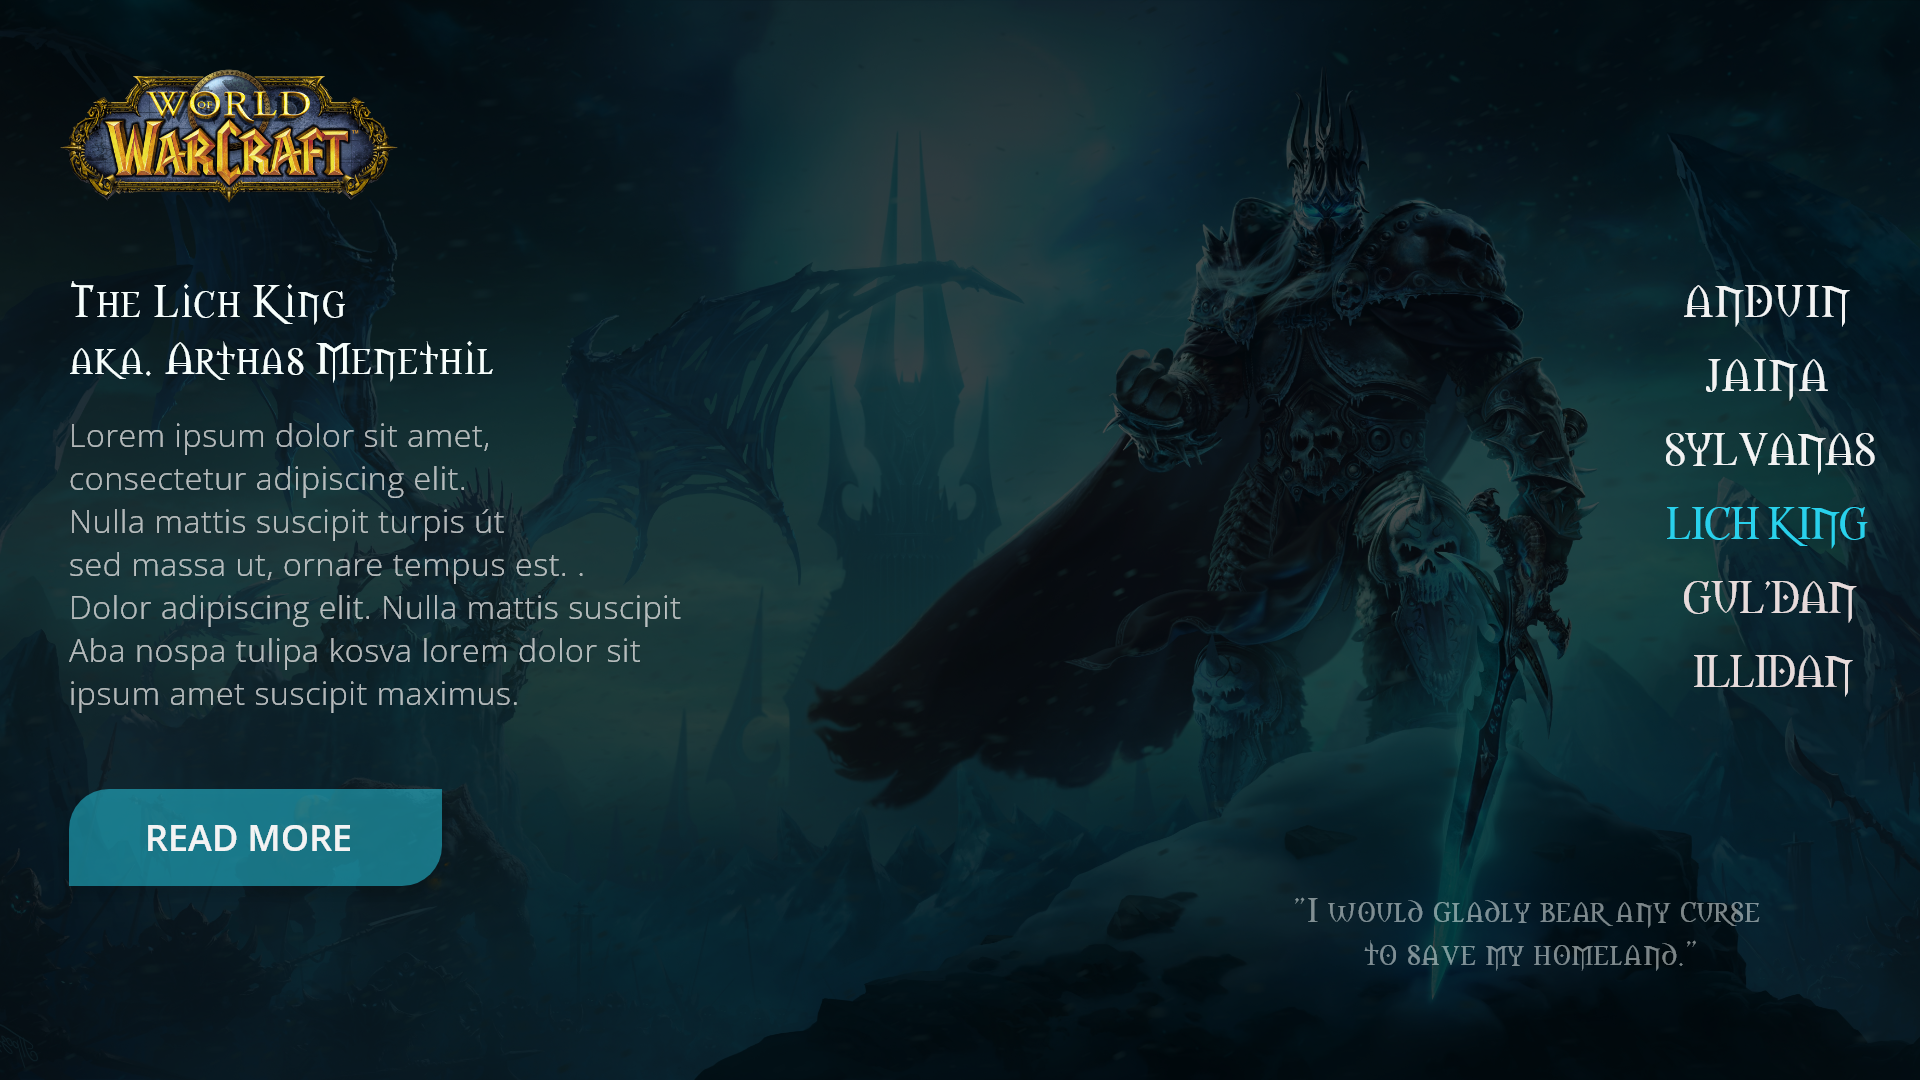 WORLD
OF
WARCRAFT
™
The Lich King
aka. Arthas Menethil
Lorem ipsum dolor sit amet,
consectetur adipiscing elit.
Nulla mattis suscipit turpis út
sed massa ut, ornare tempus est. .
Dolor adipiscing elit. Nulla mattis suscipit
Aba nospa tulipa kosva lorem dolor sit
ipsum amet suscipit maximus.
READ MORE
ANDUIN
JAINA
SYLVANAS
LICH KING
GUL'DAN
ILLIDAN
"I would gladly bear any curse
to save my homeland."